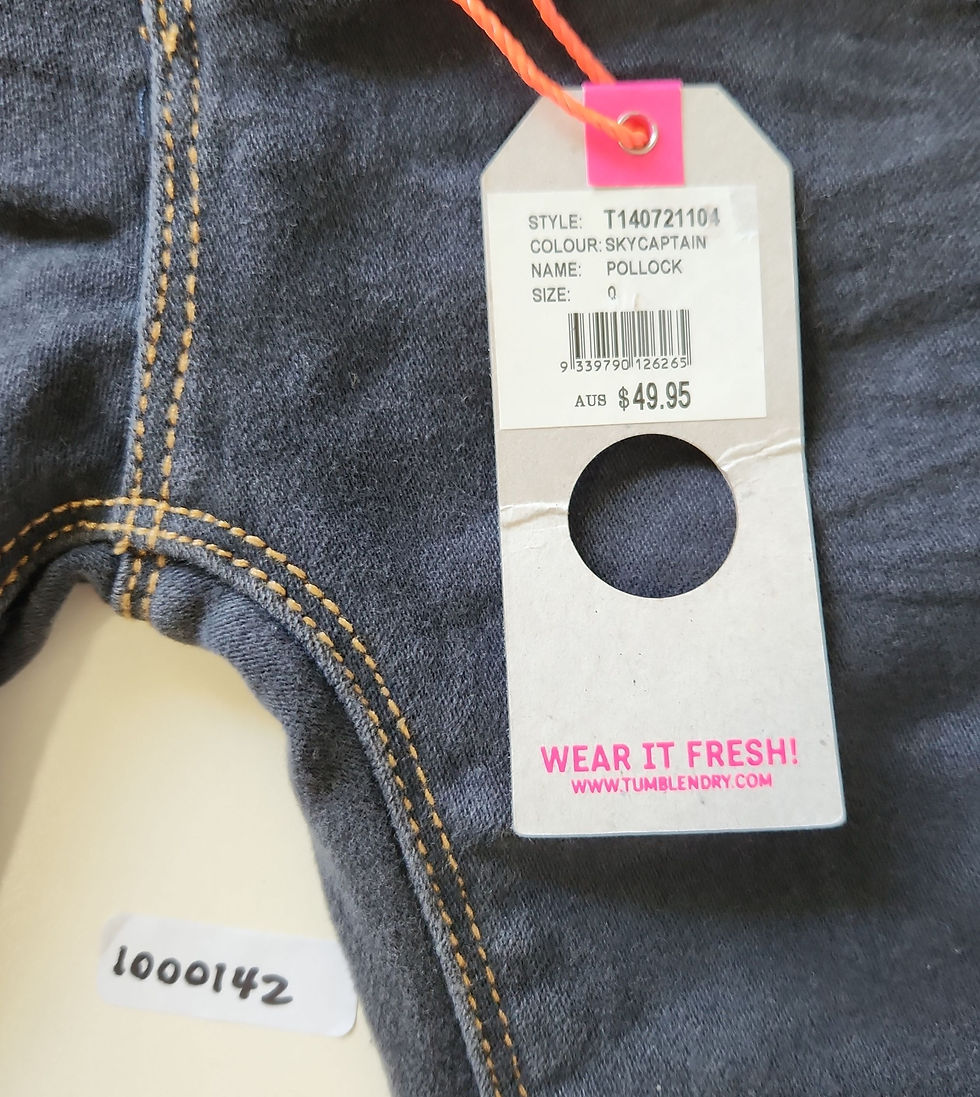 STYLE: T140721104
COLOUR: SKYCAPTAIN
NAME: POLLOCK
SIZE: 0
9 339790 126265
AUS $49.95
WEAR IT FRESH!
WWW.TUMBLENDRY.COM
1000142